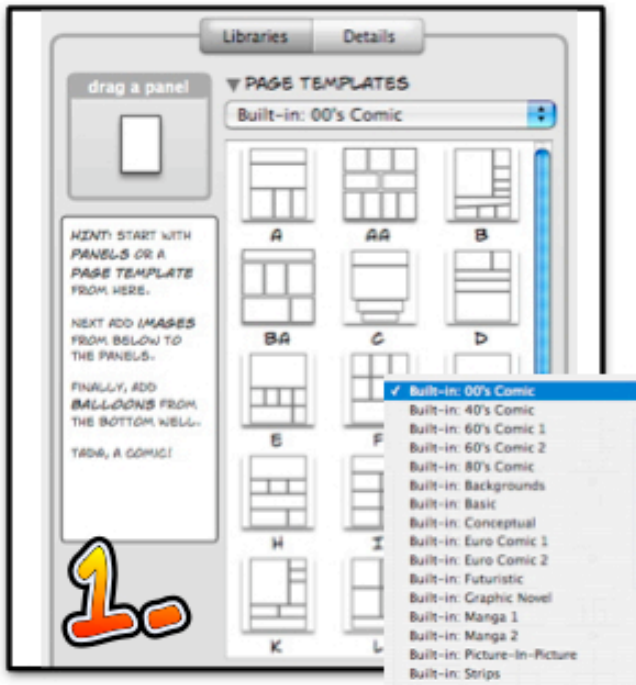 Libraries Details
drag a panel
PAGE TEMPLATES
Built-in: 00's Comic
HINT: START WITH
PANELS OR A
PAGE TEMPLATE
FROM HERE.
NEXT ADD IMAGES
FROM BELOW TO
THE PANELS.
FINALLY, ADD
BALLOONS FROM
THE BOTTOM WELL.
TADA, A COMIC!
A AA B
BA C D
E F
H I
K L
✓ Built-in: 00's Comic
Built-in: 40's Comic
Built-in: 60's Comic 1
Built-in: 60's Comic 2
Built-in: 80's Comic
Built-in: Backgrounds
Built-in: Basic
Built-in: Conceptual
Built-in: Euro Comic 1
Built-in: Euro Comic 2
Built-in: Futuristic
Built-in: Graphic Novel
Built-in: Manga 1
Built-in: Manga 2
Built-in: Picture-In-Picture
Built-in: Strips
1.